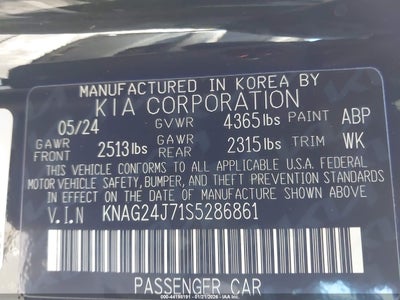 MANUFACTURED IN KOREA BY
KIA CORPORATION
05/24 GVWR 4365 lbs PAINT ABP
GAWR FRONT 2513 lbs GAWR REAR 2315 lbs TRIM WK
THIS VEHICLE CONFORMS TO ALL APPLICABLE U.S.A. FEDERAL
MOTOR VEHICLE SAFETY, BUMPER, AND THEFT PREVENTION STANDARDS
IN EFFECT ON THE DATE OF MANUFACTURE SHOWN ABOVE
V.I.N KNAG24J71S5286861
PASSENGER CAR